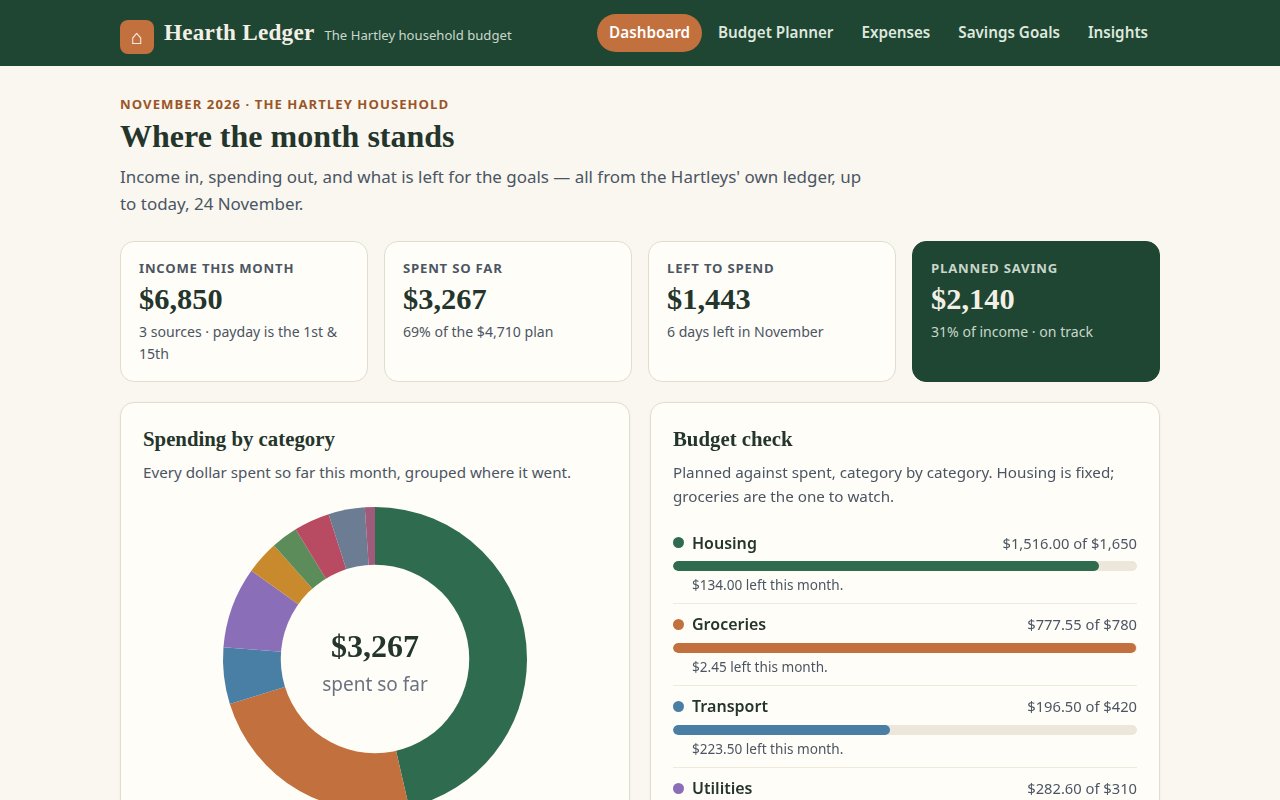 Hearth Ledger The Hartley household budget
Dashboard
Budget Planner
Expenses
Savings Goals
Insights
NOVEMBER 2026 · THE HARTLEY HOUSEHOLD
Where the month stands
Income in, spending out, and what is left for the goals — all from the Hartleys' own ledger, up
to today, 24 November.
INCOME THIS MONTH
$6,850
3 sources · payday is the 1st &
15th
SPENT SO FAR
$3,267
69% of the $4,710 plan
LEFT TO SPEND
$1,443
6 days left in November
PLANNED SAVING
$2,140
31% of income · on track
Spending by category
Every dollar spent so far this month, grouped where it went.
$3,267
spent so far
Budget check
Planned against spent, category by category. Housing is fixed;
groceries are the one to watch.
Housing
$1,516.00 of $1,650
$134.00 left this month.
Groceries
$777.55 of $780
$2.45 left this month.
Transport
$196.50 of $420
$223.50 left this month.
Utilities
$282.60 of $310